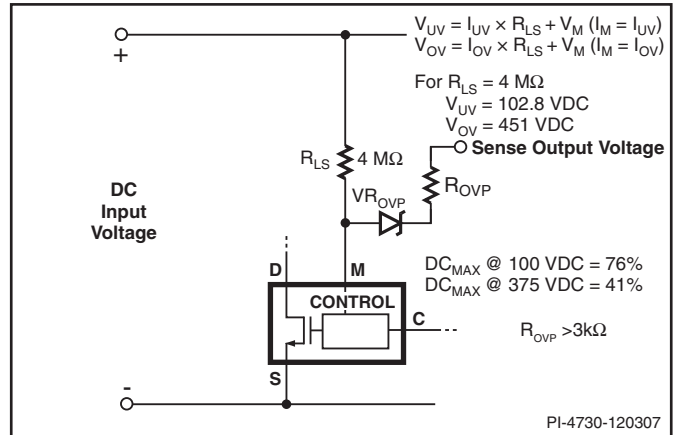 V_UV = I_UV × R_LS + V_M (I_M = I_UV)
V_OV = I_OV × R_LS + V_M (I_M = I_OV)
+
For R_LS = 4 MΩ
V_UV = 102.8 VDC
V_OV = 451 VDC
Sense Output Voltage
R_LS 4 MΩ
R_OVP
VR_OVP
DC
Input
Voltage
D M
DC_MAX @ 100 VDC = 76%
DC_MAX @ 375 VDC = 41%
CONTROL
C
R_OVP >3kΩ
S
-
PI-4730-120307